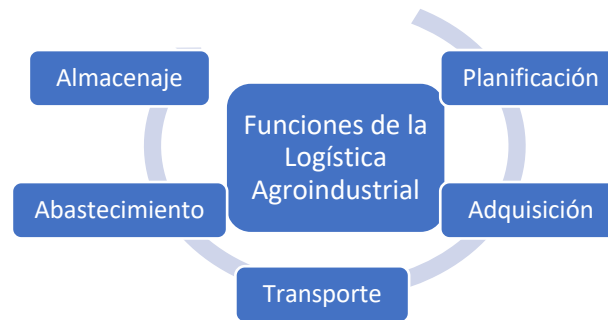 Almacenaje
Planificación
Funciones de la
Logística
Agroindustrial
Abastecimiento
Adquisición
Transporte